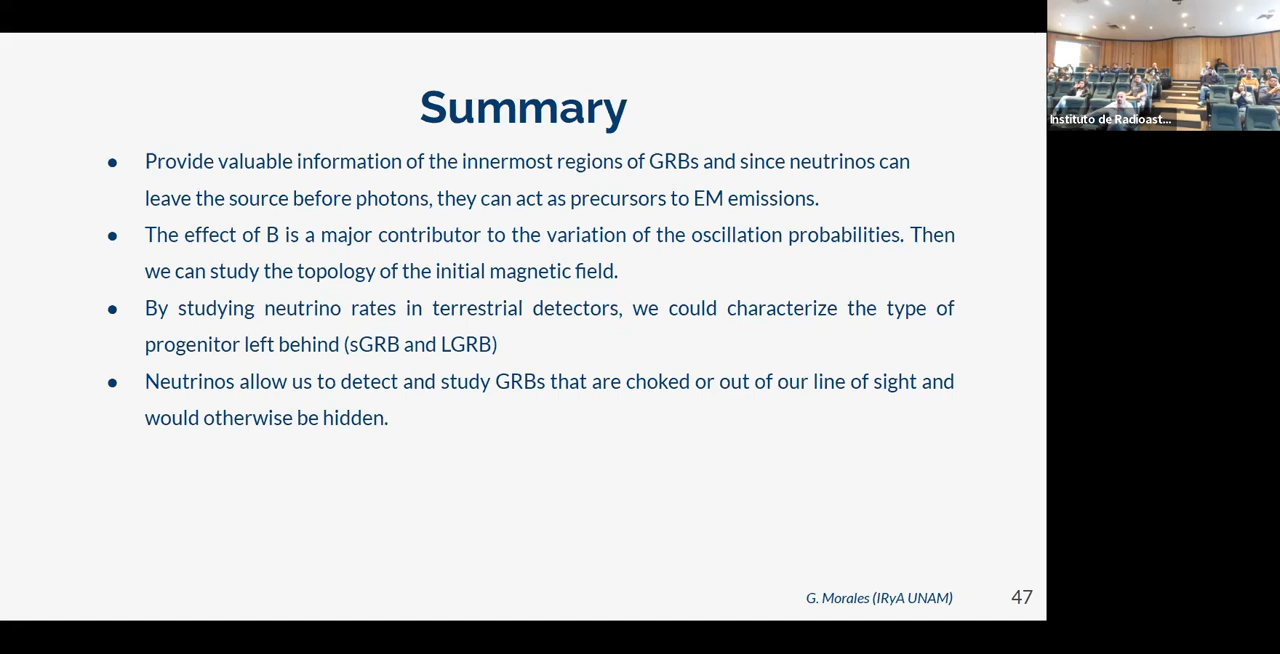 Summary
● Provide valuable information of the innermost regions of GRBs and since neutrinos can
leave the source before photons, they can act as precursors to EM emissions.
● The effect of B is a major contributor to the variation of the oscillation probabilities. Then
we can study the topology of the initial magnetic field.
● By studying neutrino rates in terrestrial detectors, we could characterize the type of
progenitor left behind (sGRB and LGRB)
● Neutrinos allow us to detect and study GRBs that are choked or out of our line of sight and
would otherwise be hidden.
G. Morales (IRyA UNAM)
47
Instituto de Radioast...